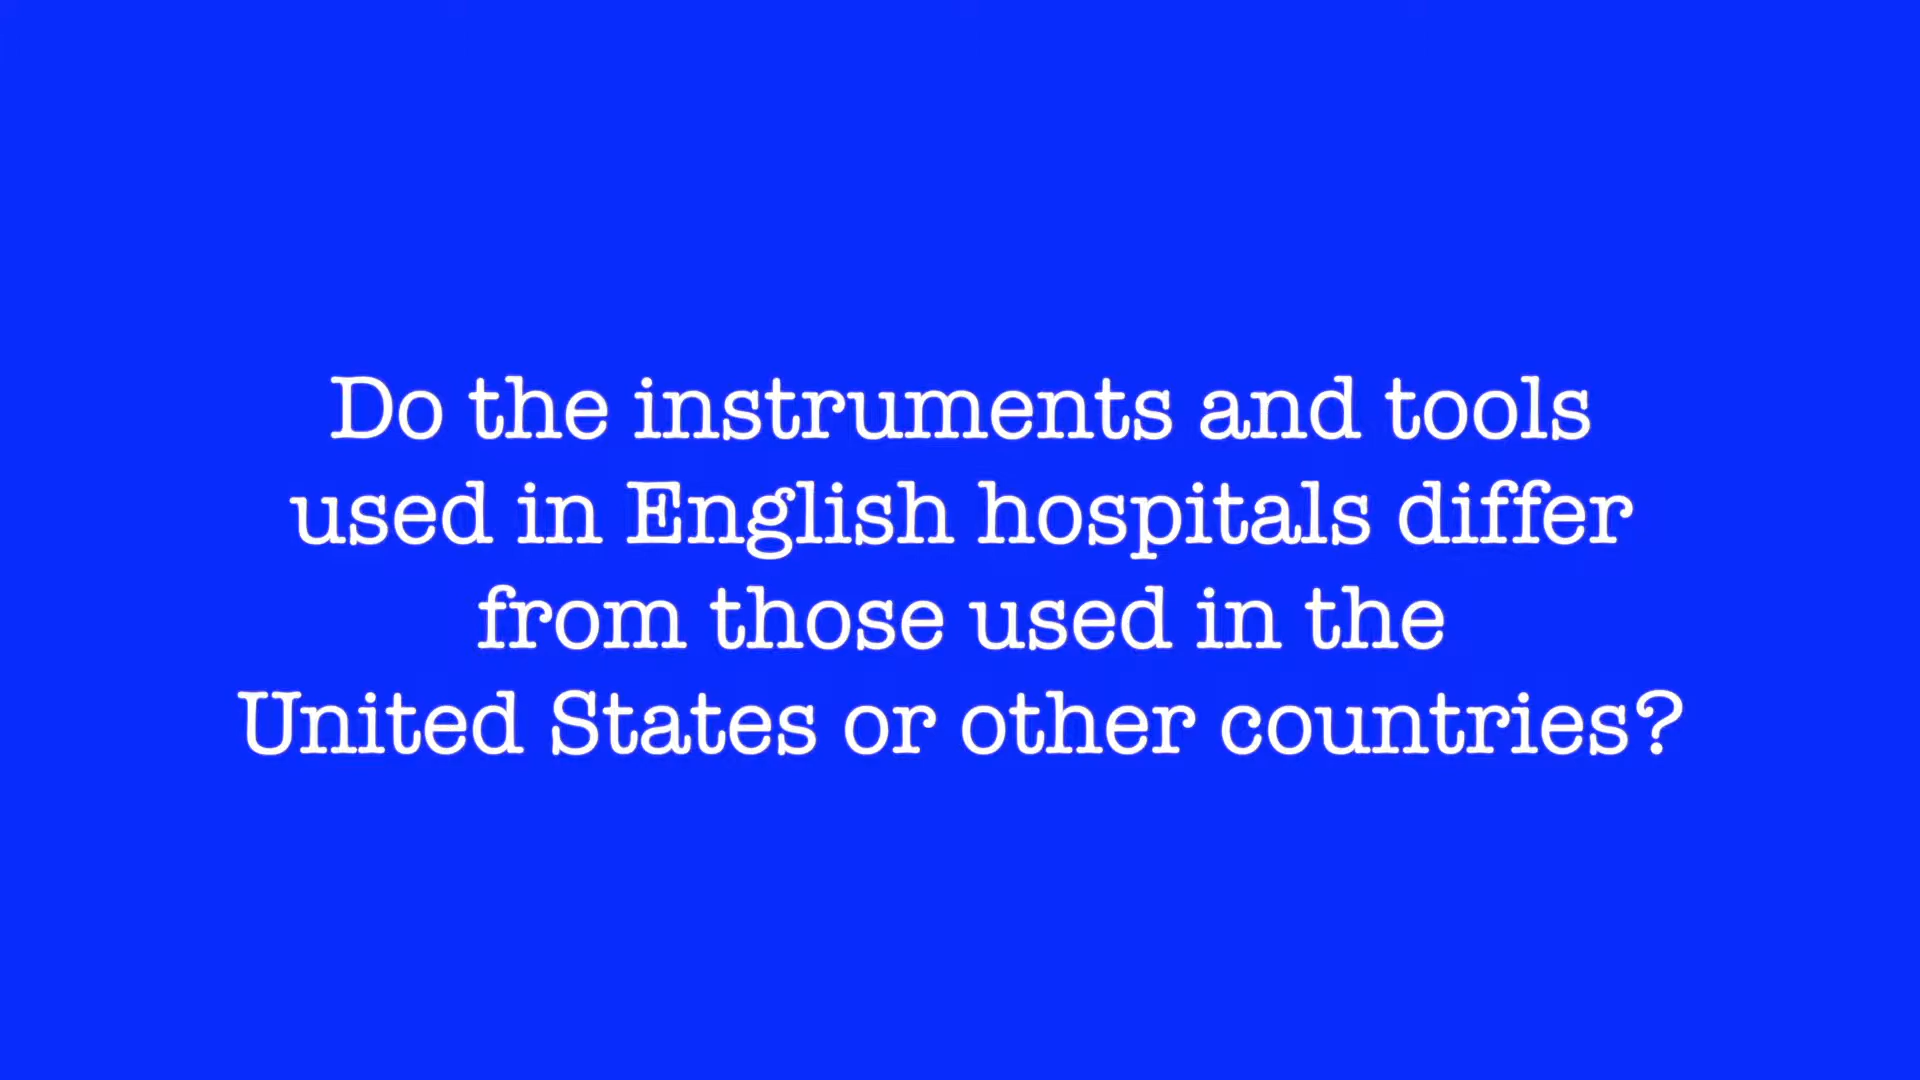 Do the instruments and tools
used in English hospitals differ
from those used in the
United States or other countries?